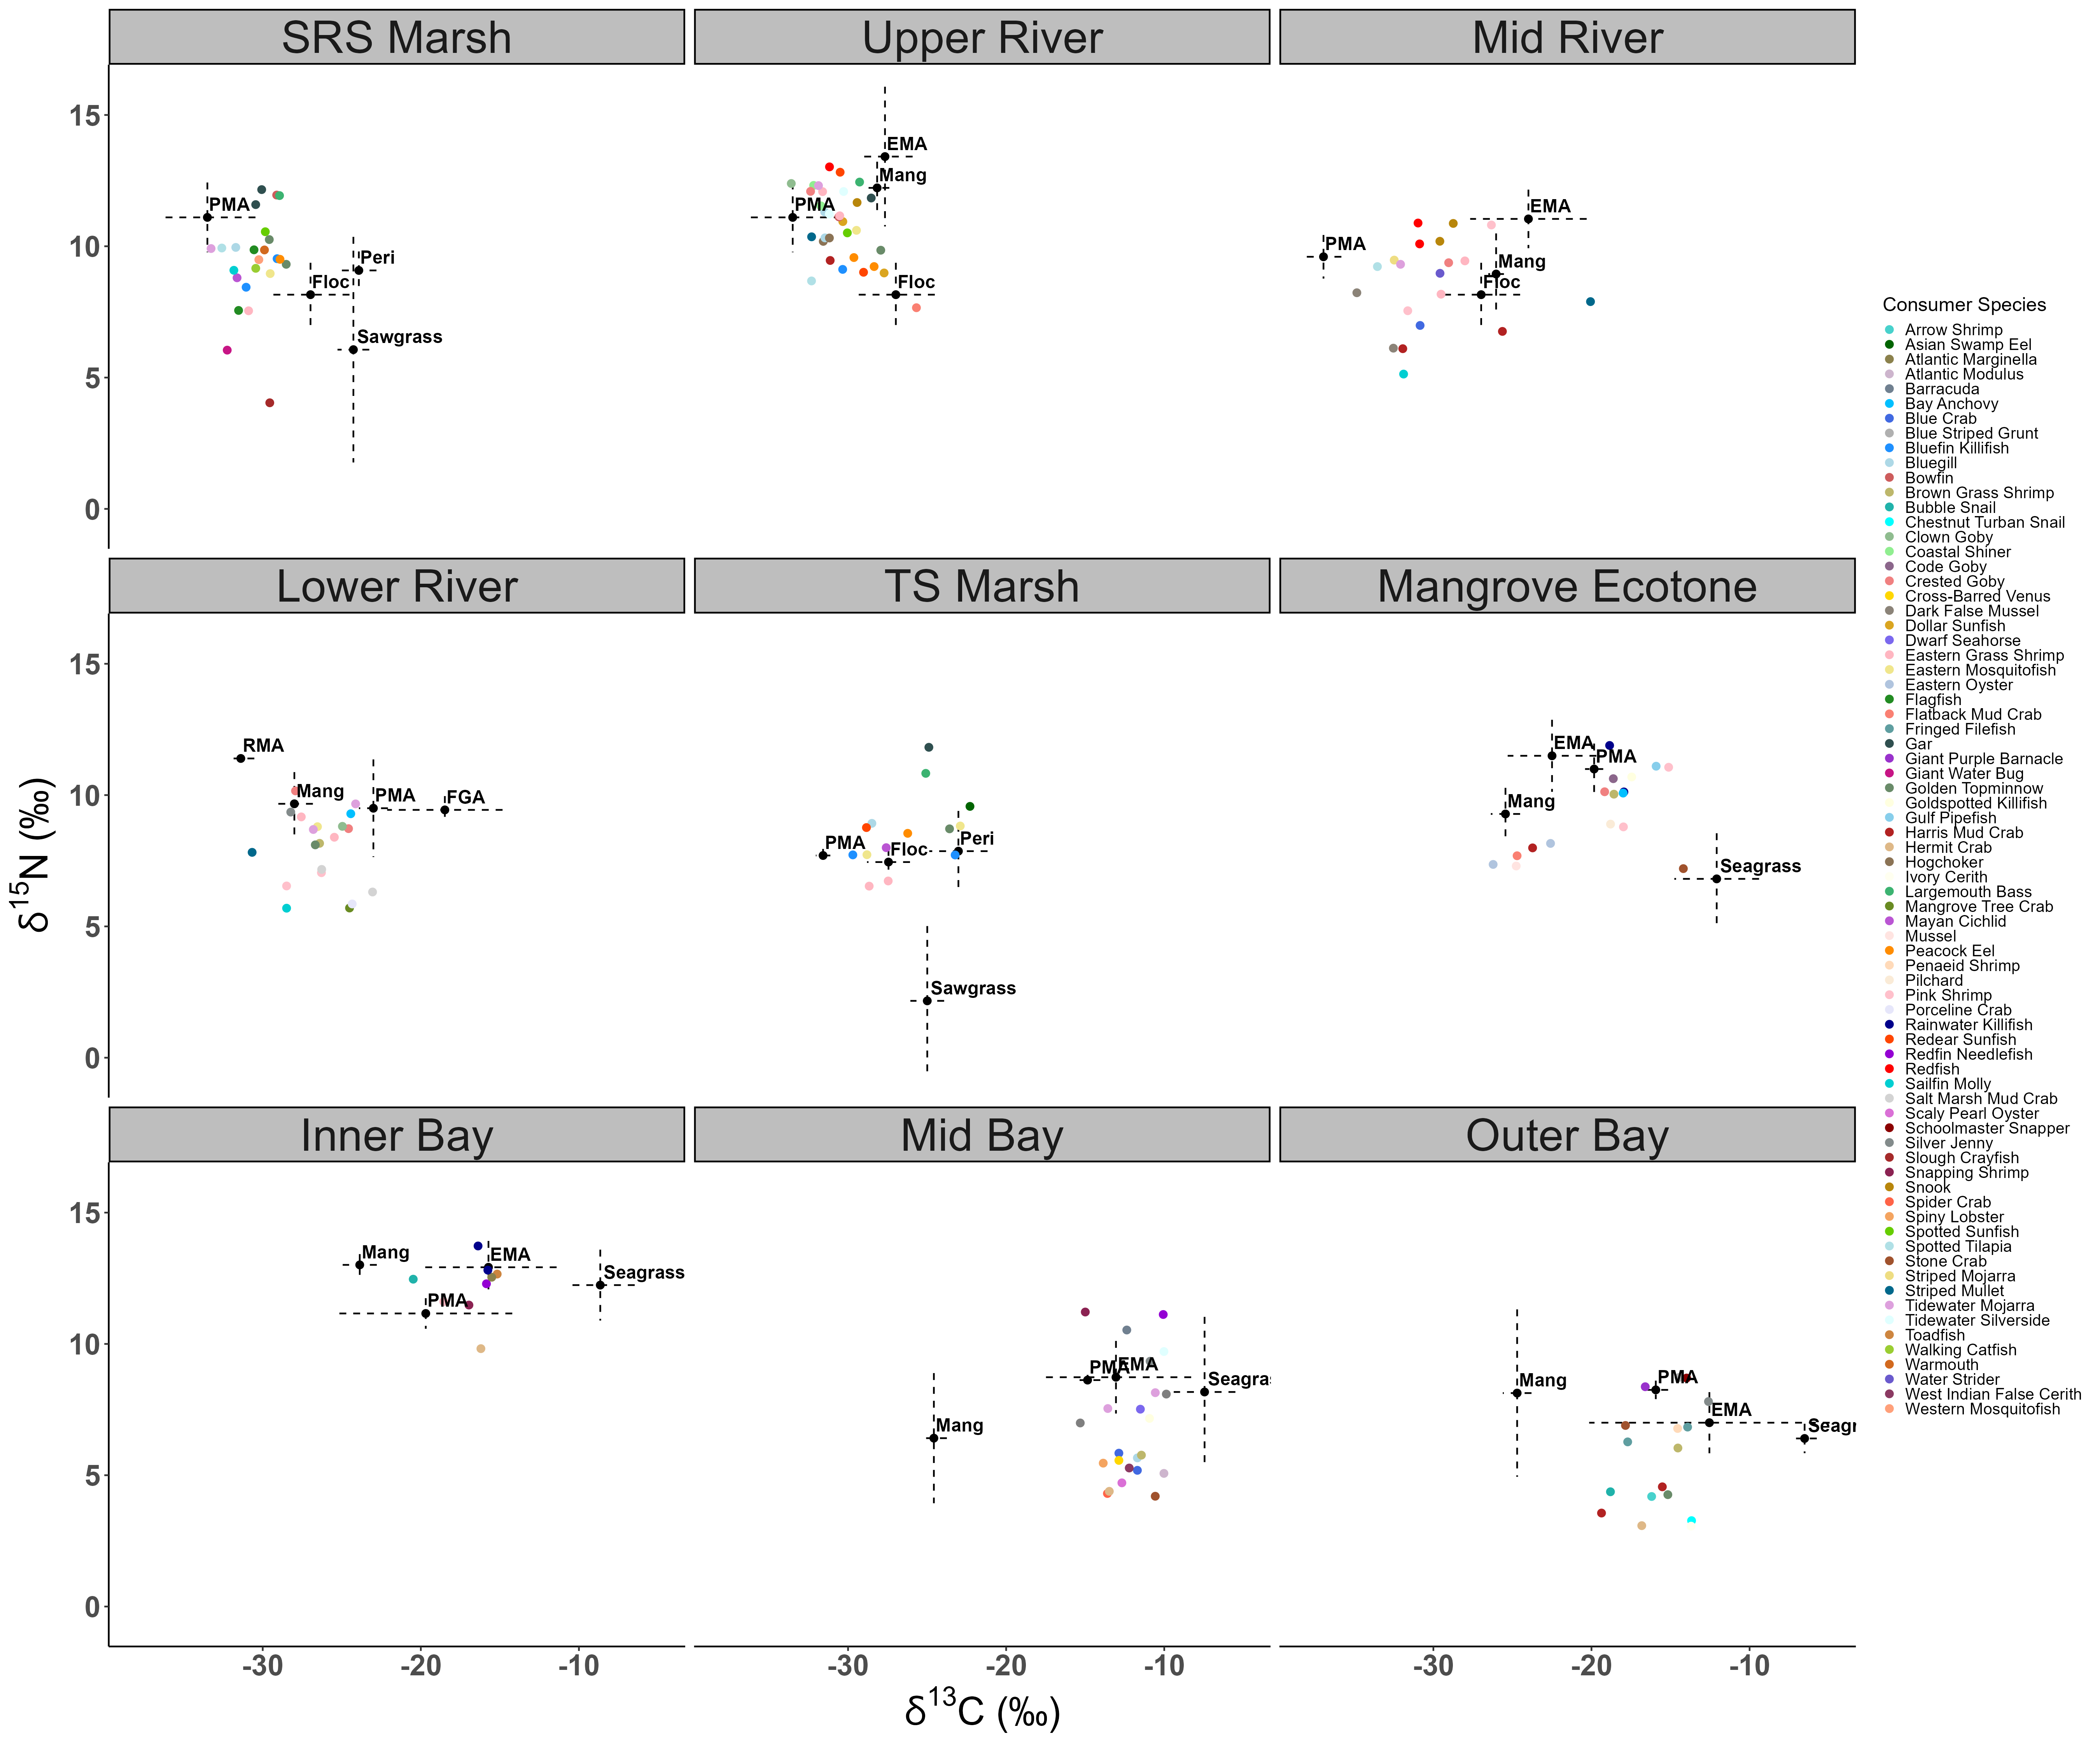 SRS Marsh
Upper River
Mid River
15
10
5
0
PMA
Peri
Floc
Sawgrass
EMA
Mang
PMA
Floc
EMA
PMA
Mang
Floc
Lower River
TS Marsh
Mangrove Ecotone
15
10
5
0
RMA
Mang
PMA
FGA
PMA
Floc
Peri
Sawgrass
EMA
PMA
Mang
Seagrass
Inner Bay
Mid Bay
Outer Bay
15
10
5
0
Mang
EMA
Seagrass
PMA
PMA
EMA
Seagras
Mang
Mang
PMA
EMA
Seagr
-30
-20
-10
-30
-20
-10
-30
-20
-10
δ15N (‰)
δ13C (‰)
Consumer Species
Arrow Shrimp
Asian Swamp Eel
Atlantic Marginella
Atlantic Modulus
Barracuda
Bay Anchovy
Blue Crab
Blue Striped Grunt
Bluefin Killifish
Bluegill
Bowfin
Brown Grass Shrimp
Bubble Snail
Chestnut Turban Snail
Clown Goby
Coastal Shiner
Code Goby
Crested Goby
Cross-Barred Venus
Dark False Mussel
Dollar Sunfish
Dwarf Seahorse
Eastern Grass Shrimp
Eastern Mosquitofish
Eastern Oyster
Flagfish
Flatback Mud Crab
Fringed Filefish
Gar
Giant Purple Barnacle
Giant Water Bug
Golden Topminnow
Goldspotted Killifish
Gulf Pipefish
Harris Mud Crab
Hermit Crab
Hogchoker
Ivory Cerith
Largemouth Bass
Mangrove Tree Crab
Mayan Cichlid
Mussel
Peacock Eel
Penaeid Shrimp
Pilchard
Pink Shrimp
Porceline Crab
Rainwater Killifish
Redear Sunfish
Redfin Needlefish
Redfish
Sailfin Molly
Salt Marsh Mud Crab
Scaly Pearl Oyster
Schoolmaster Snapper
Silver Jenny
Slough Crayfish
Snapping Shrimp
Snook
Spider Crab
Spiny Lobster
Spotted Sunfish
Spotted Tilapia
Stone Crab
Striped Mojarra
Striped Mullet
Tidewater Mojarra
Tidewater Silverside
Toadfish
Walking Catfish
Warmouth
Water Strider
West Indian False Cerith
Western Mosquitofish